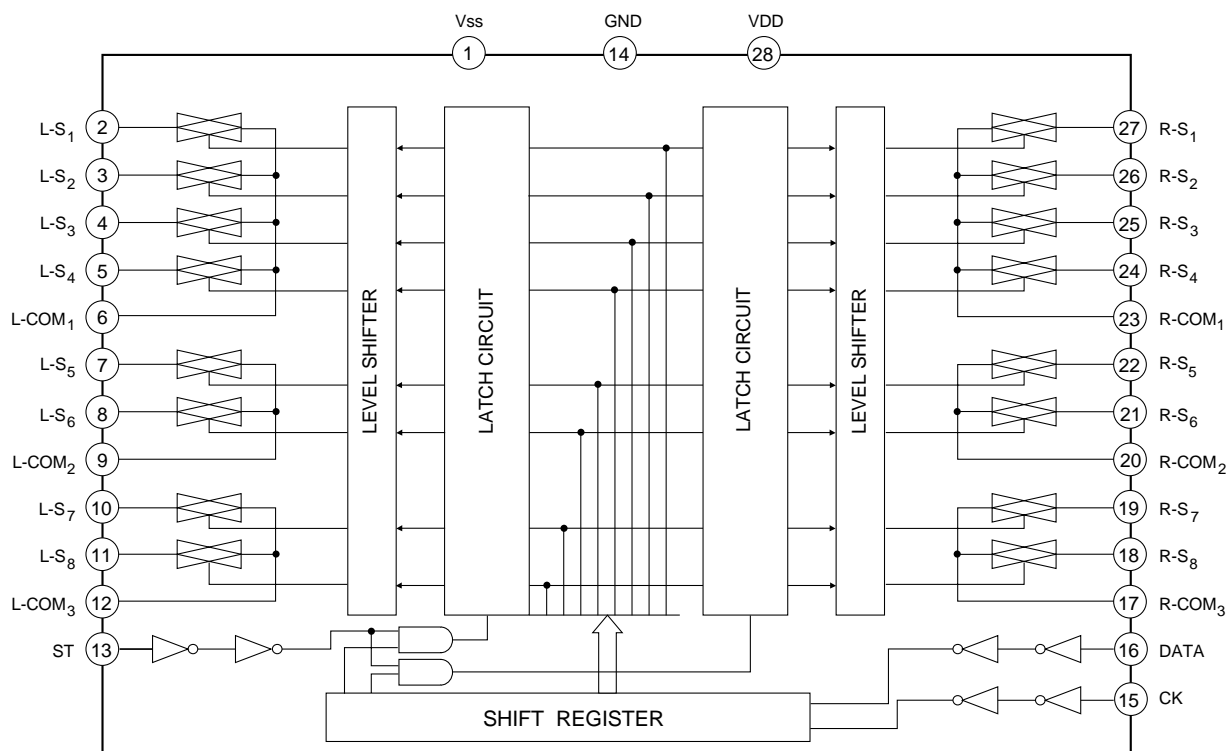 Vss GND VDD
1 14 28
L-S1 2 27 R-S1
L-S2 3 26 R-S2
L-S3 4 25 R-S3
L-S4 5 24 R-S4
L-COM1 6 23 R-COM1
L-S5 7 22 R-S5
L-S6 8 21 R-S6
L-COM2 9 20 R-COM2
L-S7 10 19 R-S7
L-S8 11 18 R-S8
L-COM3 12 17 R-COM3
ST 13 16 DATA
15 CK
LEVEL SHIFTER
LATCH CIRCUIT
LATCH CIRCUIT
LEVEL SHIFTER
SHIFT REGISTER